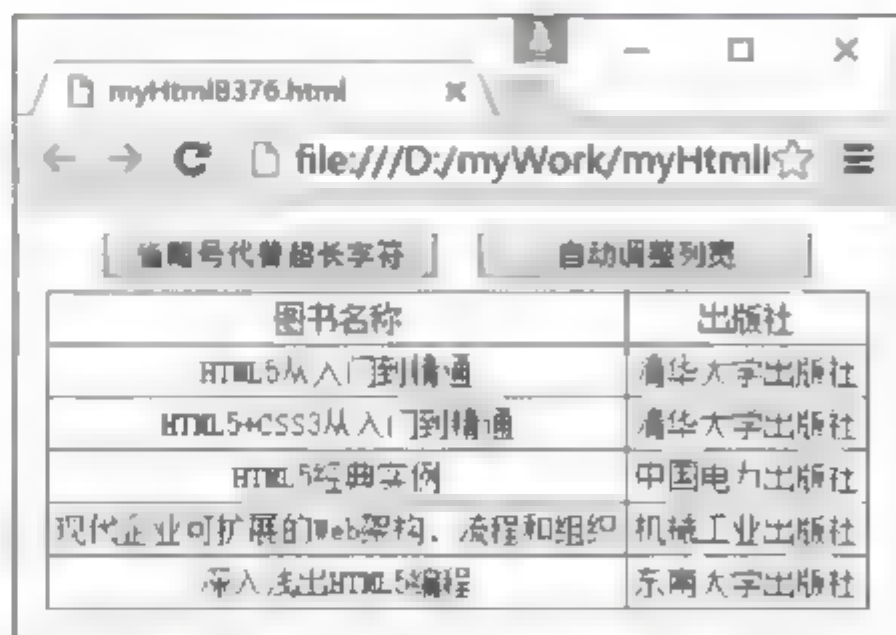 myHtml8376.html
file:///D:/myWork/myHtml
省略号代替超长字符 自动调整列宽
图书名称 出版社
HTML5从入门到精通 清华大学出版社
HTML5+CSS3从入门到精通 清华大学出版社
HTML5经典实例 中国电力出版社
现代企业可扩展的Web架构、流程和组织 机械工业出版社
深入浅出HTML5编程 东南大学出版社